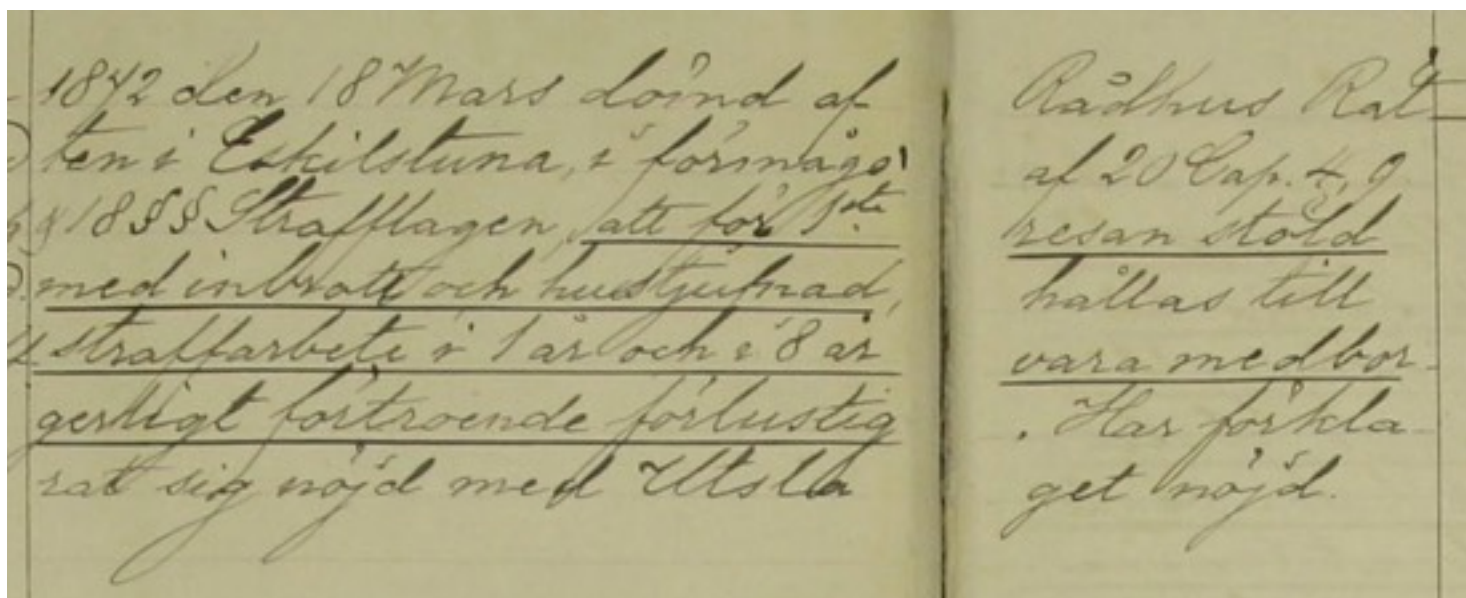 1872 den 18 Mars dömd af Rådhus Rät-
ten i Eskilstuna, i förmågo af 20 Cap. 4, 9
& 18 §§ Strafflagen, att för 1sta resan stöld
med inbrott och hustjufnad, hållas till
straffarbete i 1 år och i 8 år vara medbor-
gerligt förtroende förlustig. Har förkla
rat sig nöjd med Utsla get nöjd.